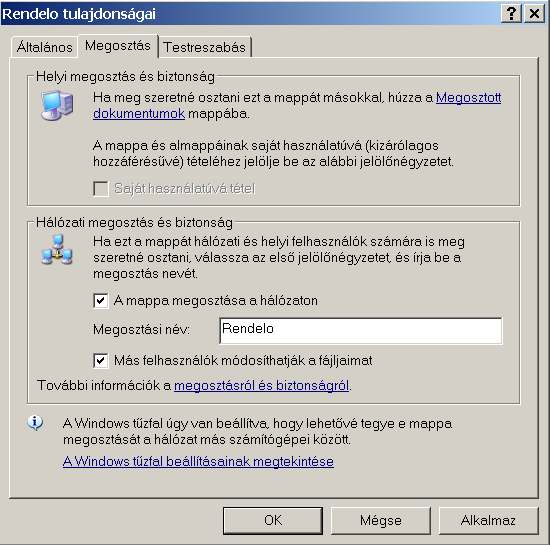 Rendelo tulajdonságai
Általános
Megosztás
Testreszabás
Helyi megosztás és biztonság
Ha meg szeretné osztani ezt a mappát másokkal, húzza a Megosztott
dokumentumok mappába.
A mappa és almappáinak saját használatúvá (kizárólagos
hozzáférésűvé) tételéhez jelölje be az alábbi jelölőnégyzetet.
Saját használatúvá tétel
Hálózati megosztás és biztonság
Ha ezt a mappát hálózati és helyi felhasználók számára is meg
szeretné osztani, válassza az első jelölőnégyzetet, és írja be a
megosztás nevét.
A mappa megosztása a hálózaton
Megosztási név: Rendelo
Más felhasználók módosíthatják a fájljaimat
További információk a megosztásról és biztonságról.
A Windows tűzfal úgy van beállítva, hogy lehetővé tegye e mappa
megosztását a hálózat más számítógépei között.
A Windows tűzfal beállításainak megtekintése
OK
Mégse
Alkalmaz